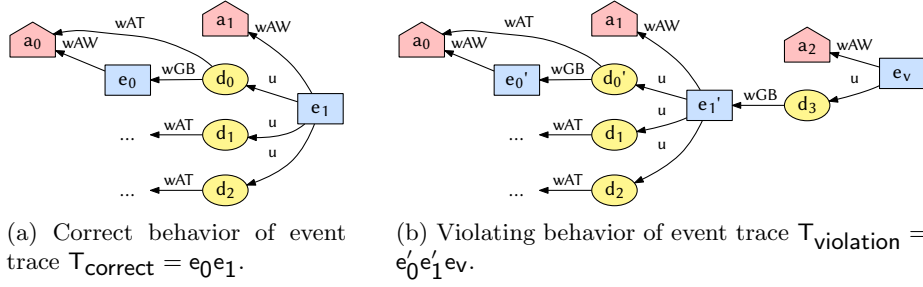 a0 wAT a1
wAW wAW
e0 wGB d0 u
e1
... wAT d1 u
u
... wAT d2
a0 wAT a1
wAW wAW a2 wAW
e0' wGB d0' u u ev
e1' wGB d3
... wAT d1 u
u
... wAT d2
(a) Correct behavior of event
trace Tcorrect = e0e1.
(b) Violating behavior of event trace Tviolation =
e′0e′1ev.